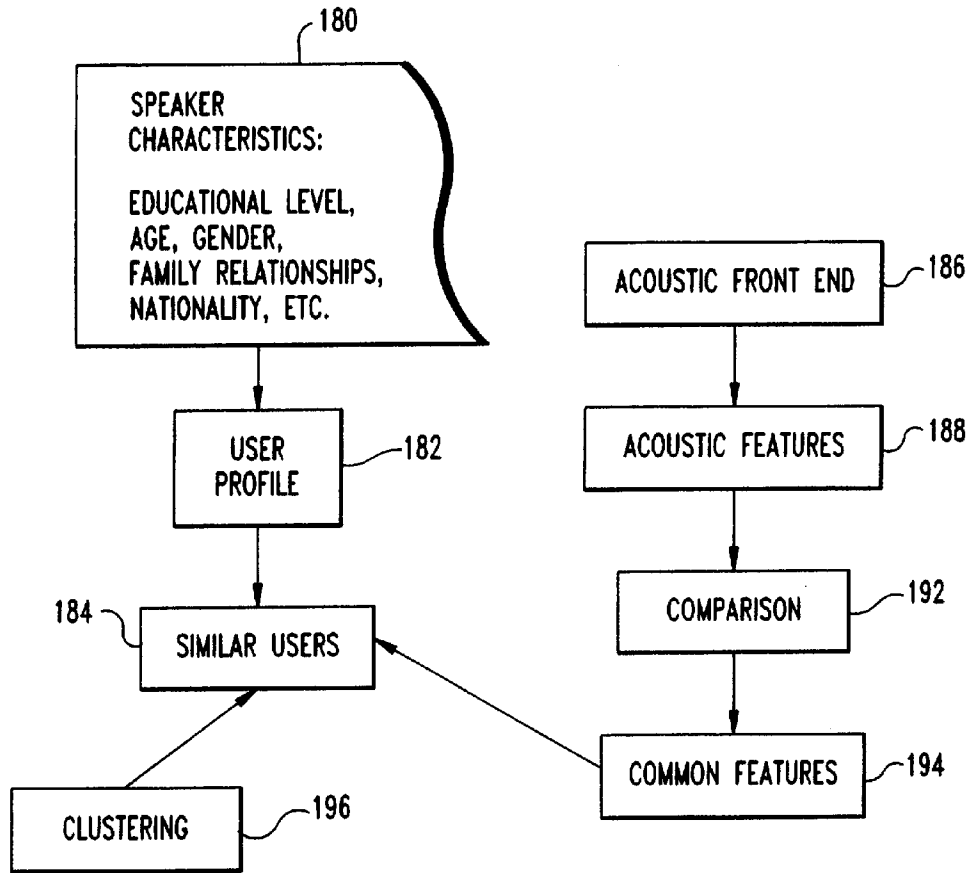 180
SPEAKER
CHARACTERISTICS:
EDUCATIONAL LEVEL,
AGE, GENDER,
FAMILY RELATIONSHIPS,
NATIONALITY, ETC.
USER
PROFILE
182
184
SIMILAR USERS
CLUSTERING
196
ACOUSTIC FRONT END
186
ACOUSTIC FEATURES
188
COMPARISON
192
COMMON FEATURES
194